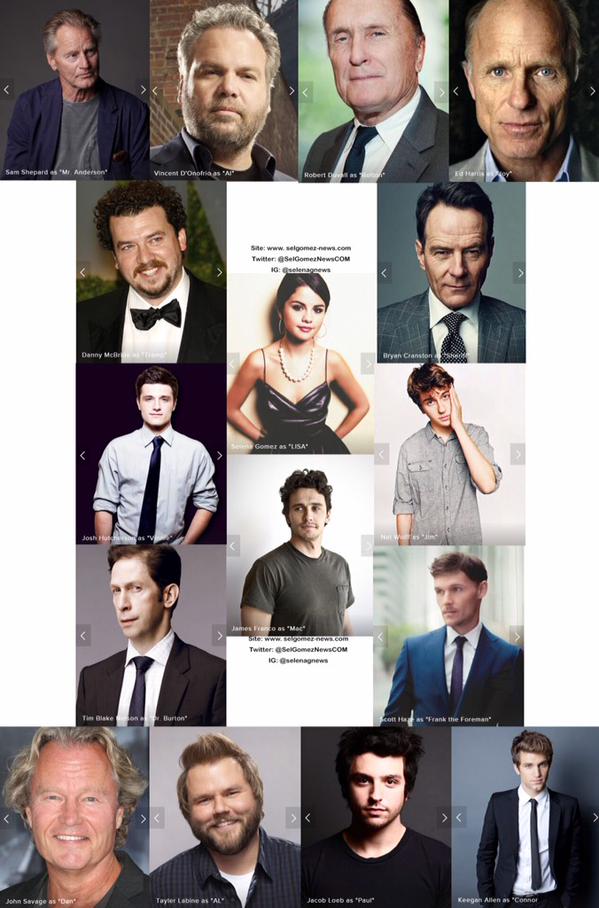 Sam Shepard as "Mr. Anderson"
Vincent D'Onofrio as "Al"
Robert Duvall as "Bolton"
Ed Harris as "Joy"
Site: www. selgomez-news.com
Twitter: @SelGomezNewsCOM
IG: @selenagnews
Danny McBride as "Tramp"
Bryan Cranston as "Sheriff"
Selena Gomez as "LISA"
Josh Hutcherson as "Vinnie"
Nat Wolff as "Jim"
James Franco as "Mac"
Site: www. selgomez-news.com
Twitter: @SelGomezNewsCOM
IG: @selenagnews
Tim Blake Nelson as "Dr. Burton"
Scott Haze as "Frank the Foreman"
John Savage as "Dan"
Tayler Labine as "AL"
Jacob Loeb as "Paul"
Keegan Allen as "Connor